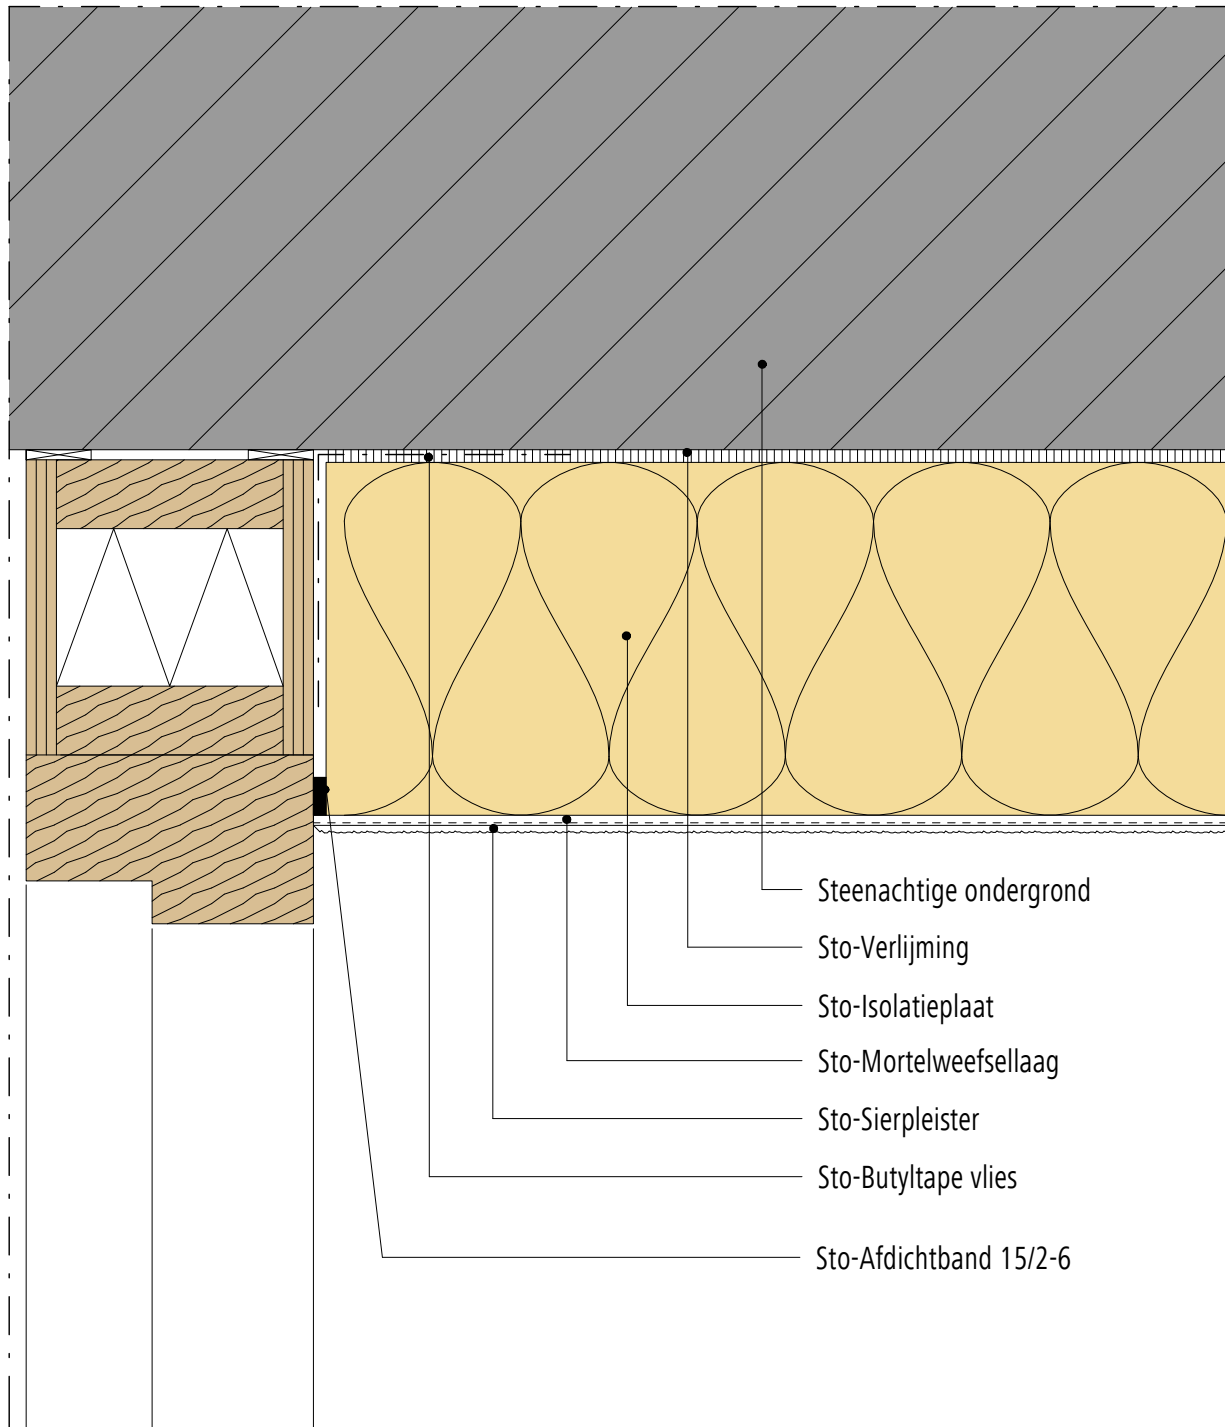 Steenachtige ondergrond
Sto-Verlijming
Sto-Isolatieplaat
Sto-Mortelweefsellaag
Sto-Sierpleister
Sto-Butyltape vlies
Sto-Afdichtband 15/2-6